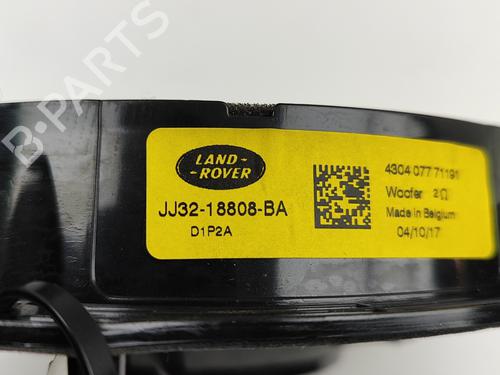 B-PARTS
LAND-
-ROVER
JJ32-18808-BA
D1P2A
4304 077 71191
Woofer 2Ω
Made in Belgium
04/10/17